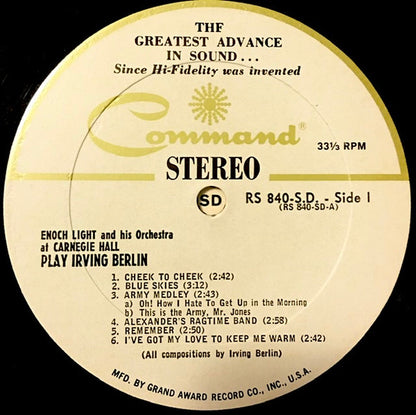 THE
GREATEST ADVANCE
IN SOUND...
Since Hi-Fidelity was invented
Command®
33⅓ RPM
STEREO
SD
RS 840-S.D. - Side 1
(RS 840-SD-A)
ENOCH LIGHT and his Orchestra
at CARNEGIE HALL
PLAY IRVING BERLIN
1. CHEEK TO CHEEK (2:42)
2. BLUE SKIES (3:12)
3. ARMY MEDLEY (2:43)
a) Oh! How I Hate To Get Up in the Morning
b) This is the Army, Mr. Jones
4. ALEXANDER'S RAGTIME BAND (2:58)
5. REMEMBER (2:50)
6. I'VE GOT MY LOVE TO KEEP ME WARM (2:42)
(All compositions by Irving Berlin)
MFD. BY GRAND AWARD RECORD CO., INC., U.S.A.